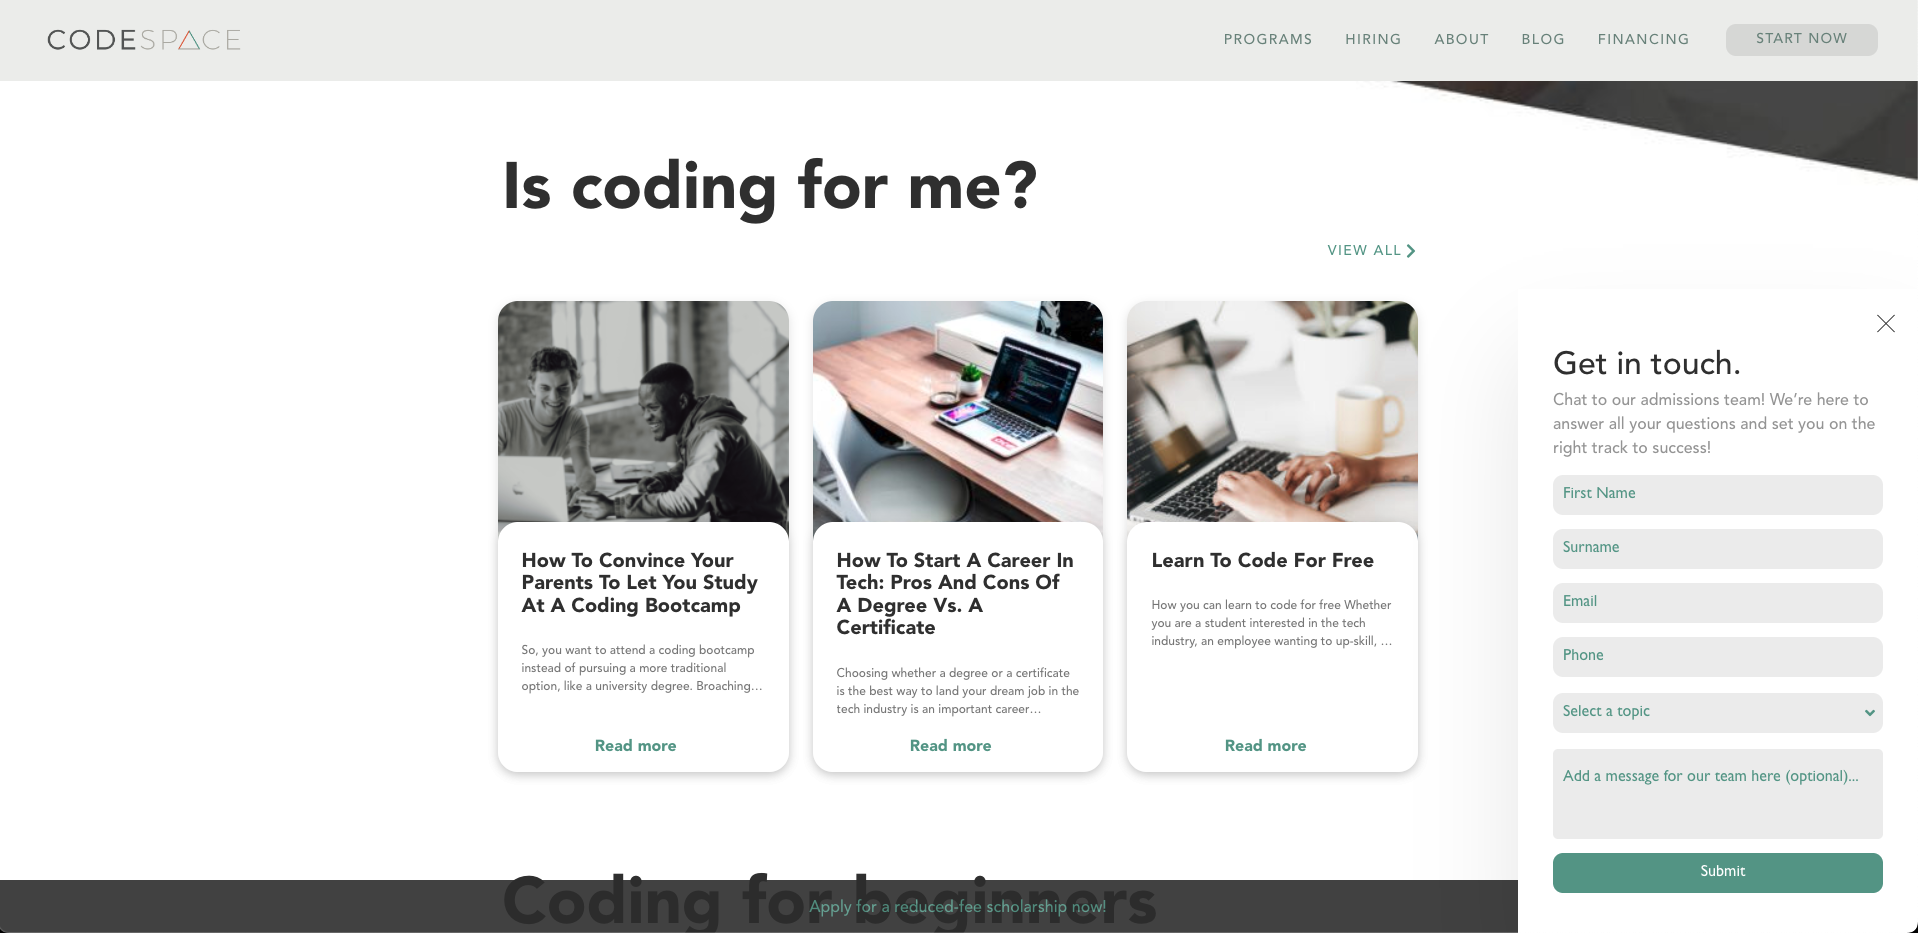 CODESPACE
PROGRAMS HIRING ABOUT BLOG FINANCING START NOW
Is coding for me?
VIEW ALL
How To Convince Your
Parents To Let You Study
At A Coding Bootcamp
So, you want to attend a coding bootcamp
instead of pursuing a more traditional
option, like a university degree. Broaching...
Read more
How To Start A Career In
Tech: Pros And Cons Of
A Degree Vs. A
Certificate
Choosing whether a degree or a certificate
is the best way to land your dream job in the
tech industry is an important career...
Read more
Learn To Code For Free
How you can learn to code for free Whether
you are a student interested in the tech
industry, an employee wanting to up-skill, ...
Read more
Get in touch.
Chat to our admissions team! We’re here to
answer all your questions and set you on the
right track to success!
First Name
Surname
Email
Phone
Select a topic
Add a message for our team here (optional)...
Submit
Coding for beginners
Apply for a reduced-fee scholarship now!